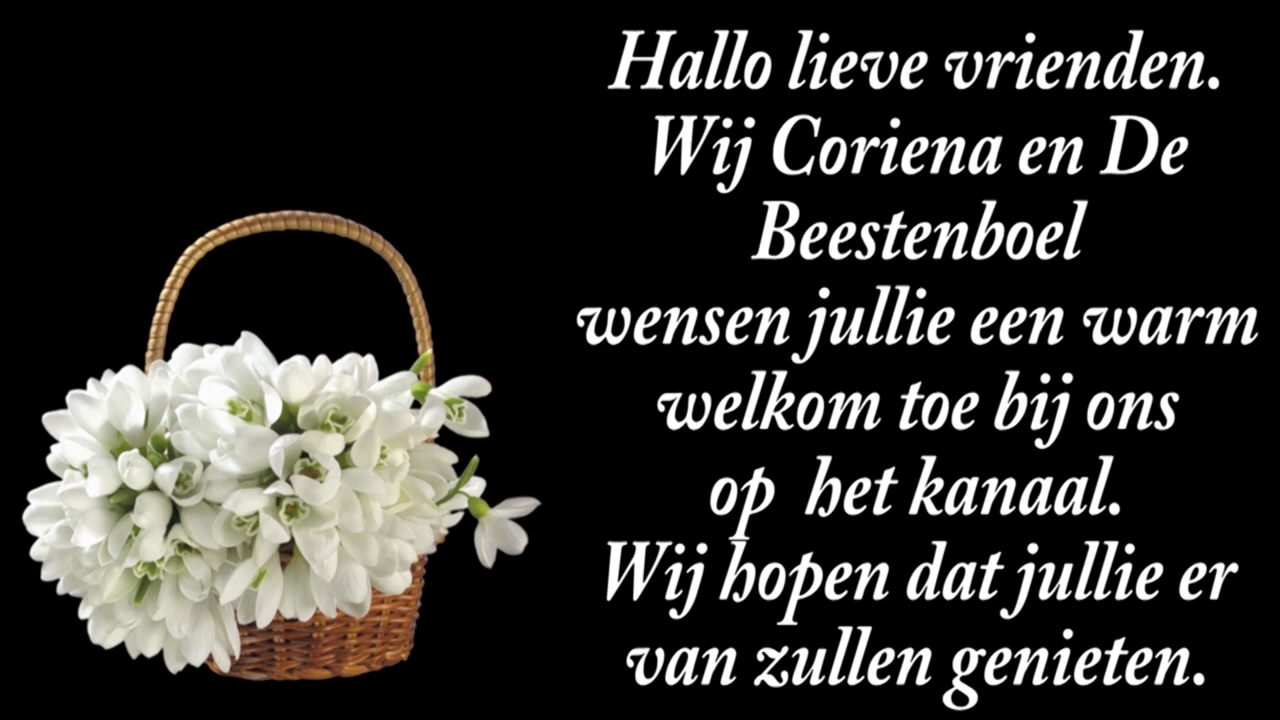 Hallo lieve vrienden.
Wij Coriena en De
Beestenboel
wensen jullie een warm
welkom toe bij ons
op het kanaal.
Wij hopen dat jullie er
van zullen genieten.